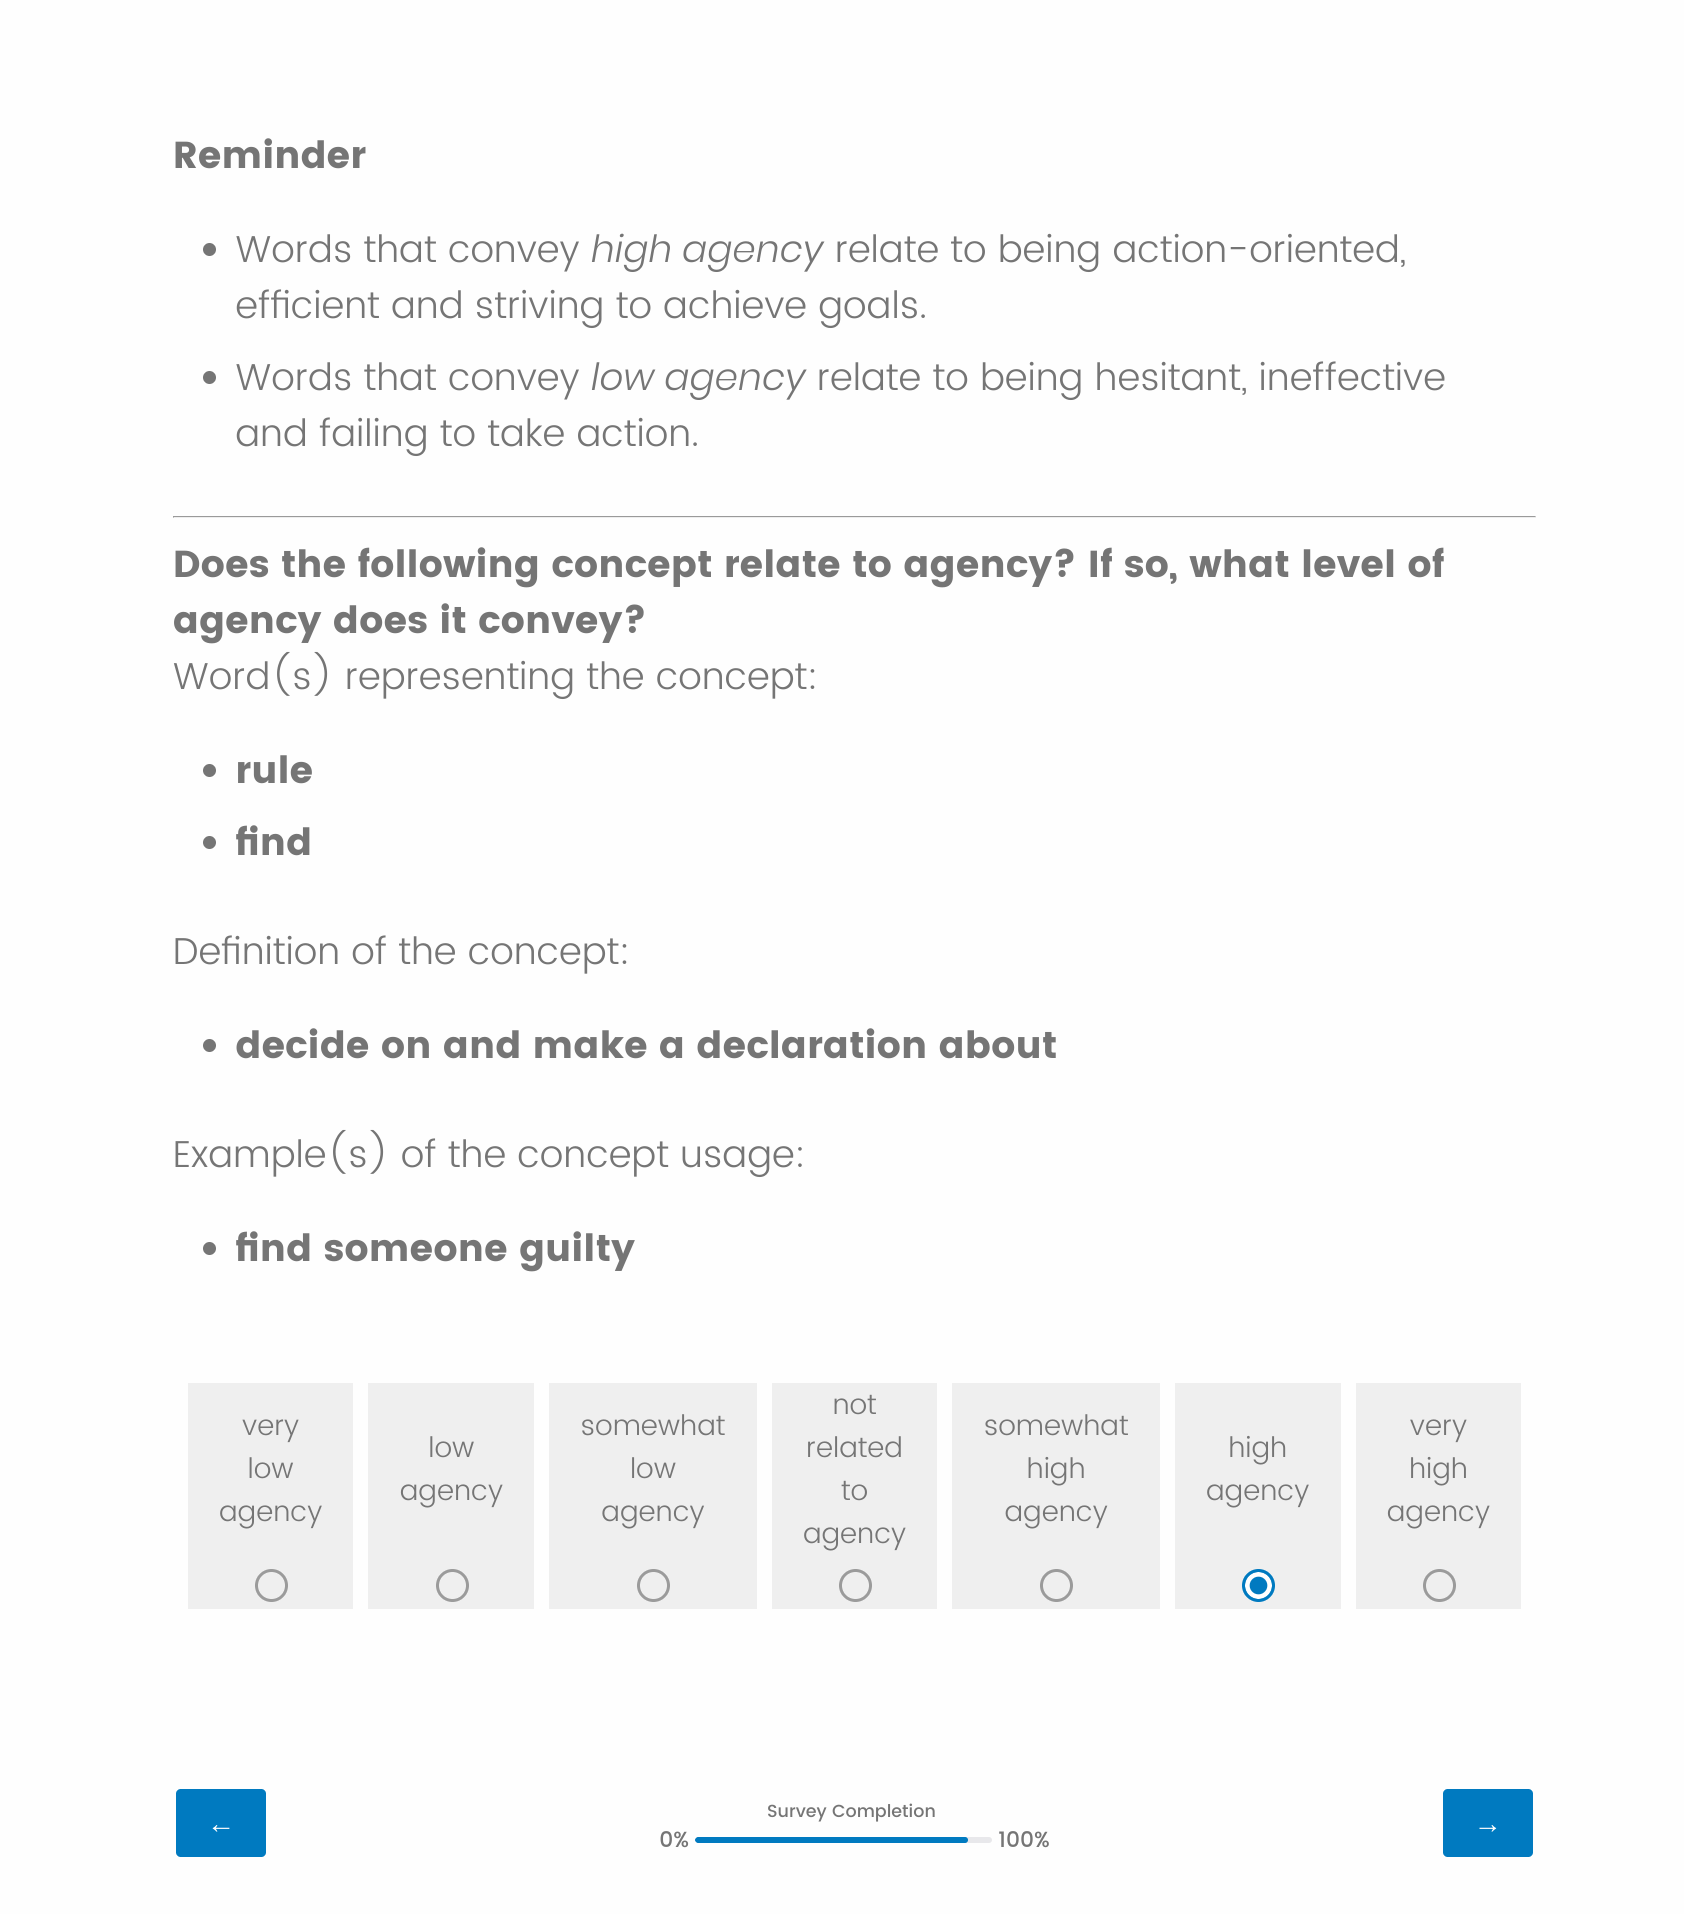 Reminder
Words that convey high agency relate to being action-oriented,
efficient and striving to achieve goals.
Words that convey low agency relate to being hesitant, ineffective
and failing to take action.
Does the following concept relate to agency? If so, what level of
agency does it convey?
Word(s) representing the concept:
rule
find
Definition of the concept:
decide on and make a declaration about
Example(s) of the concept usage:
find someone guilty
very
low
agency
low
agency
somewhat
low
agency
not
related
to
agency
somewhat
high
agency
high
agency
very
high
agency
←
Survey Completion
0% 100%
→